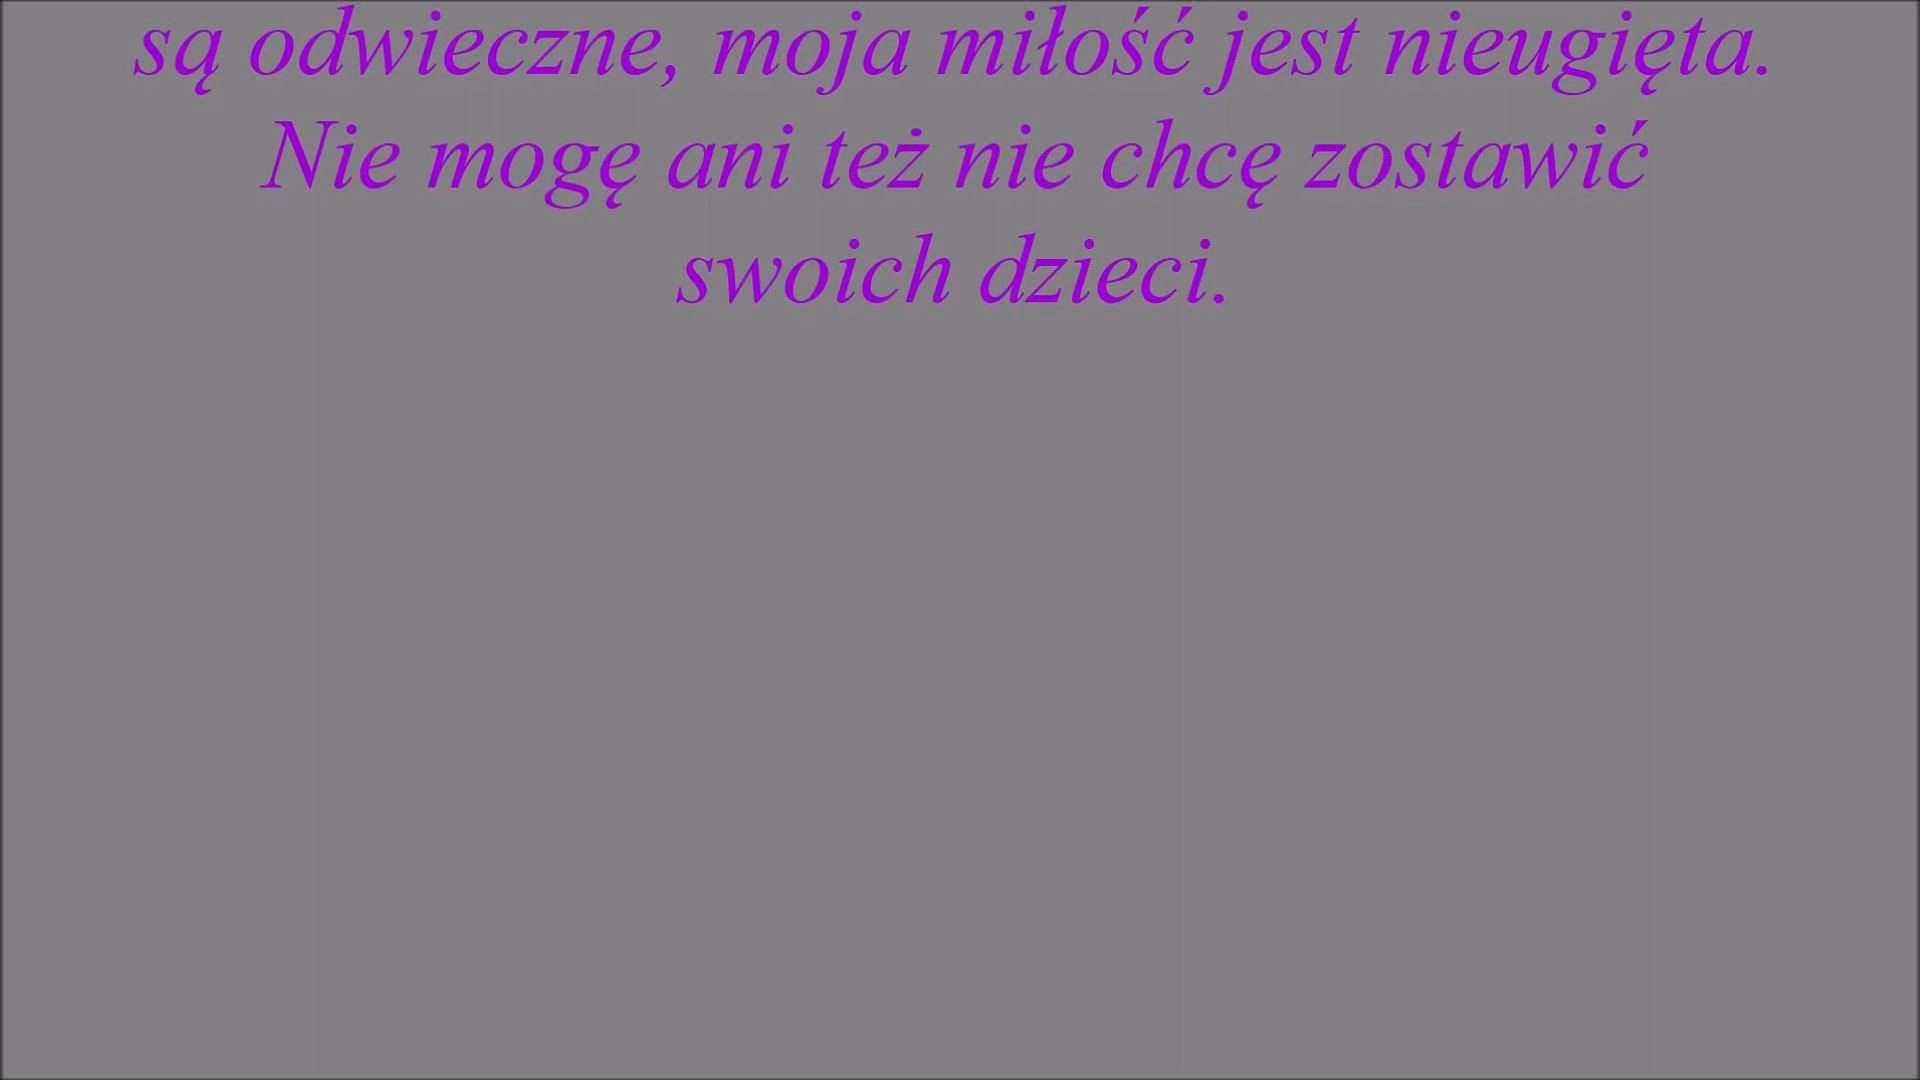 są odwieczne, moja miłość jest nieugięta.
Nie mogę ani też nie chcę zostawić
swoich dzieci.